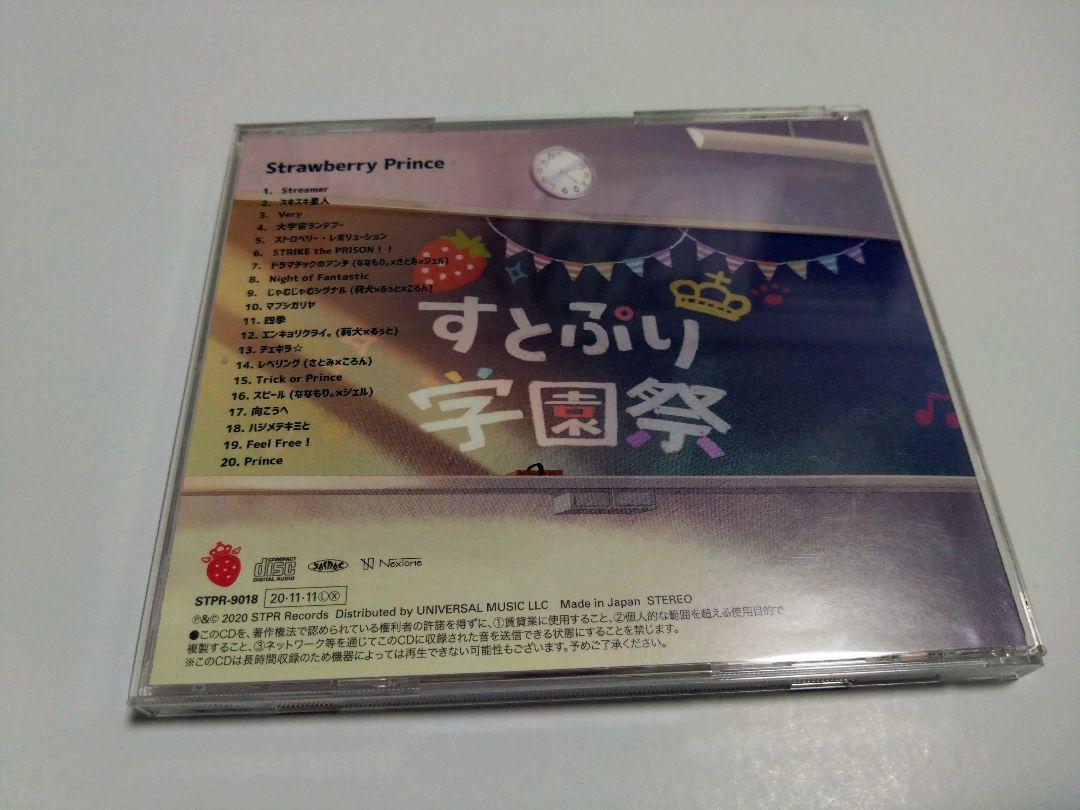 Strawberry Prince
1. Streamer
2. スキスキ星人
3. Very
4. 大宇宙ランデブー
5. ストロベリー・レボリューション
6. STRIKE the PRISON！！
7. ドラマチックのアンチ (ななもり。×さとみ×ジェル)
8. Night of Fantastic
9. じゃむじゃむシグナル (莉犬×るぅと×ころん)
10. マブシガリヤ
11. 四季
12. エンキョリクライ。(莉犬×るぅと)
13. チェキラ☆
14. レベリング (さとみ×ころん)
15. Trick or Prince
16. スピール (ななもり。×ジェル)
17. 向こうへ
18. ハジメテキミと
19. Feel Free！
20. Prince
すとぷり
学園祭
COMPACT
disc
DIGITAL AUDIO
JASRAC
NexTone
STPR-9018 20·11·11ⓁⓍ
Ⓟ&© 2020 STPR Records Distributed by UNIVERSAL MUSIC LLC Made in Japan STEREO
●このCDを、著作権法で認められている権利者の許諾を得ずに、①賃貸業に使用すること、②個人的な範囲を超える使用目的で
複製すること、③ネットワーク等を通じてこのCDに収録された音を送信できる状態にすることを禁じます。
※このCDは長時間収録のため機器によっては再生できない可能性もございます。予めご了承ください。